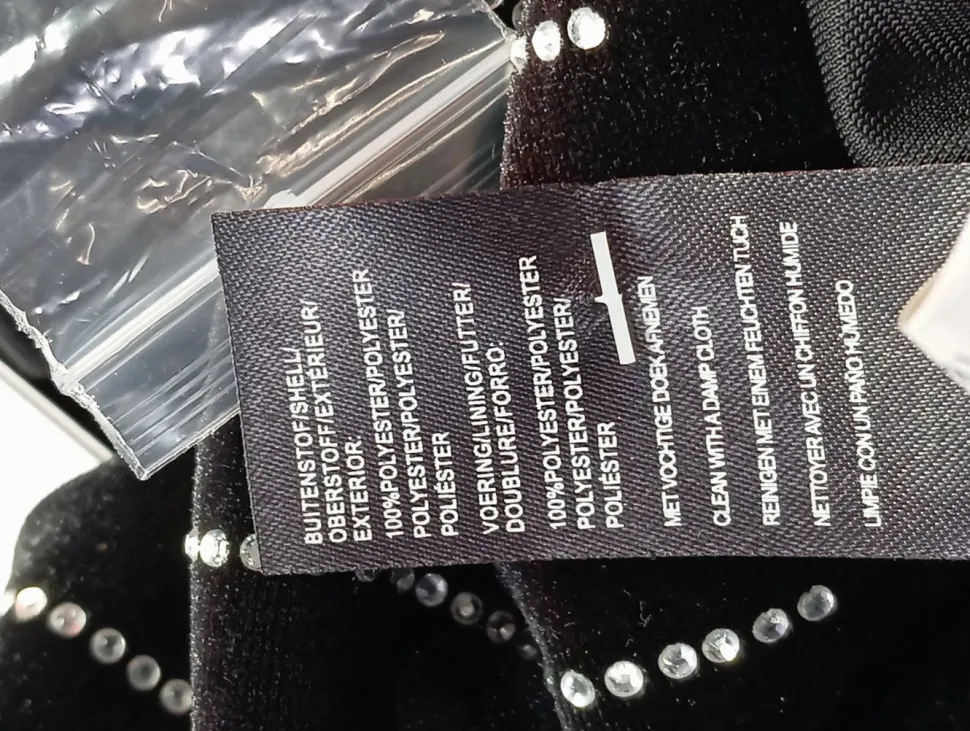 BUITENSTOF/SHELL/
OBERSTOFF/EXTÉRIEUR/
EXTERIOR:
100%POLYESTER/POLYESTER
POLYESTER/POLYESTER/
POLIÉSTER
VOERING/LINING/FUTTER/
DOUBLURE/FORRO:
100%POLYESTER/POLYESTER
POLYESTER/POLYESTER/
POLIÉSTER
MET VOCHTIGE DOEK AFNEMEN
CLEAN WITH A DAMP CLOTH
REINIGEN MET EINEM FEUCHTEN TUCH
NETTOYER AVEC UN CHIFFON HUMIDE
LIMPIE CON UN PAÑO HÚMEDO